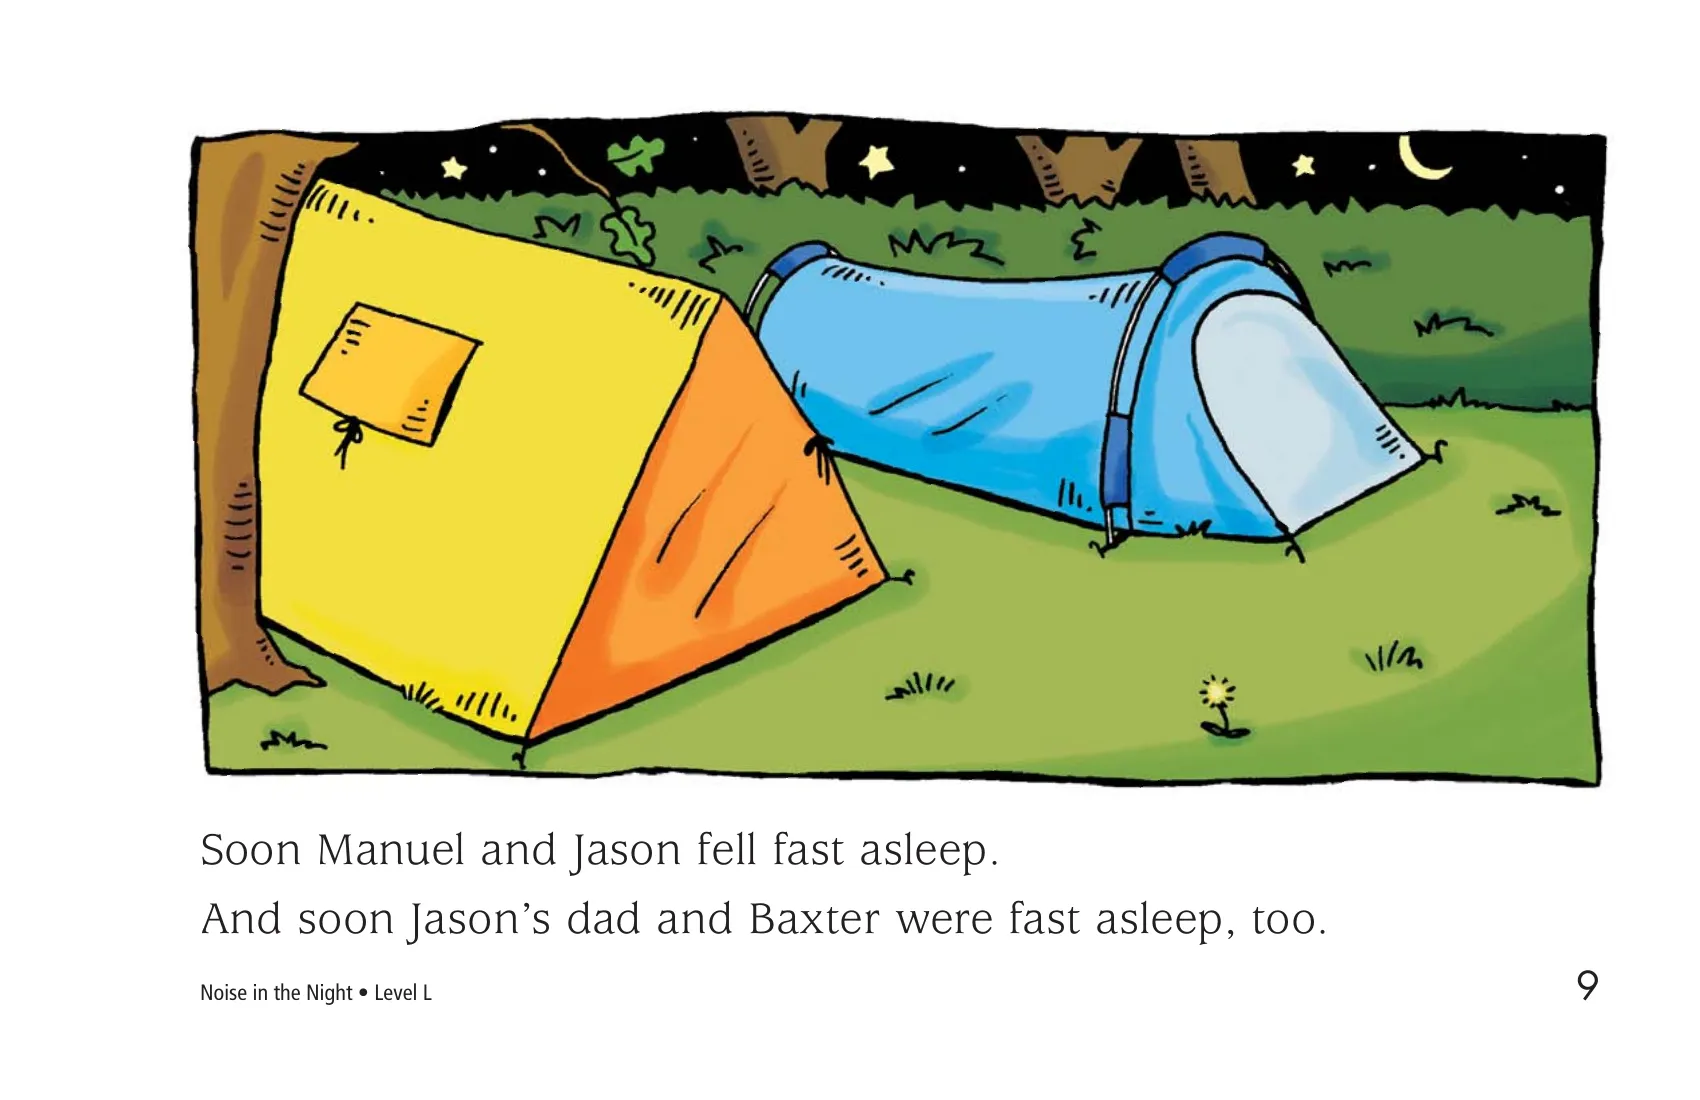 Soon Manuel and Jason fell fast asleep.
And soon Jason’s dad and Baxter were fast asleep, too.
Noise in the Night • Level L
9